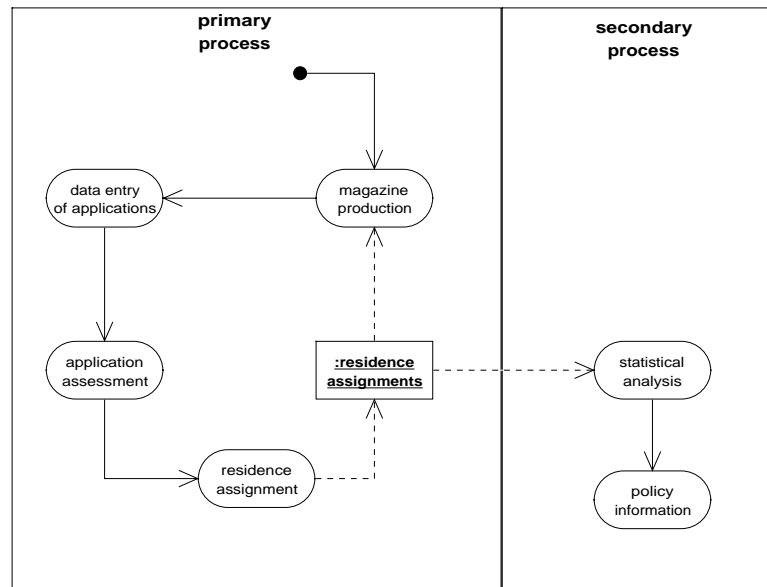 primary
process
secondary
process
data entry
of applications
magazine
production
application
assessment
:residence
assignments
statistical
analysis
residence
assignment
policy
information